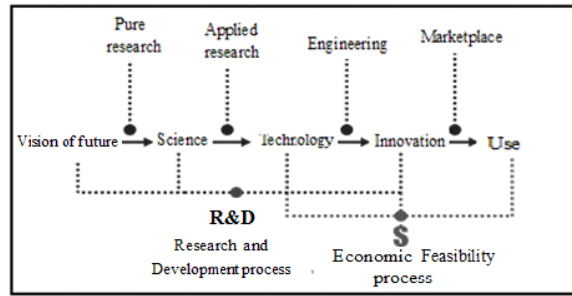 Pure
research
Applied
research
Engineering
Marketplace
Vision of future
Science
Technology
Innovation
Use
R&D
Research and
Development process
$
Economic Feasibility
process